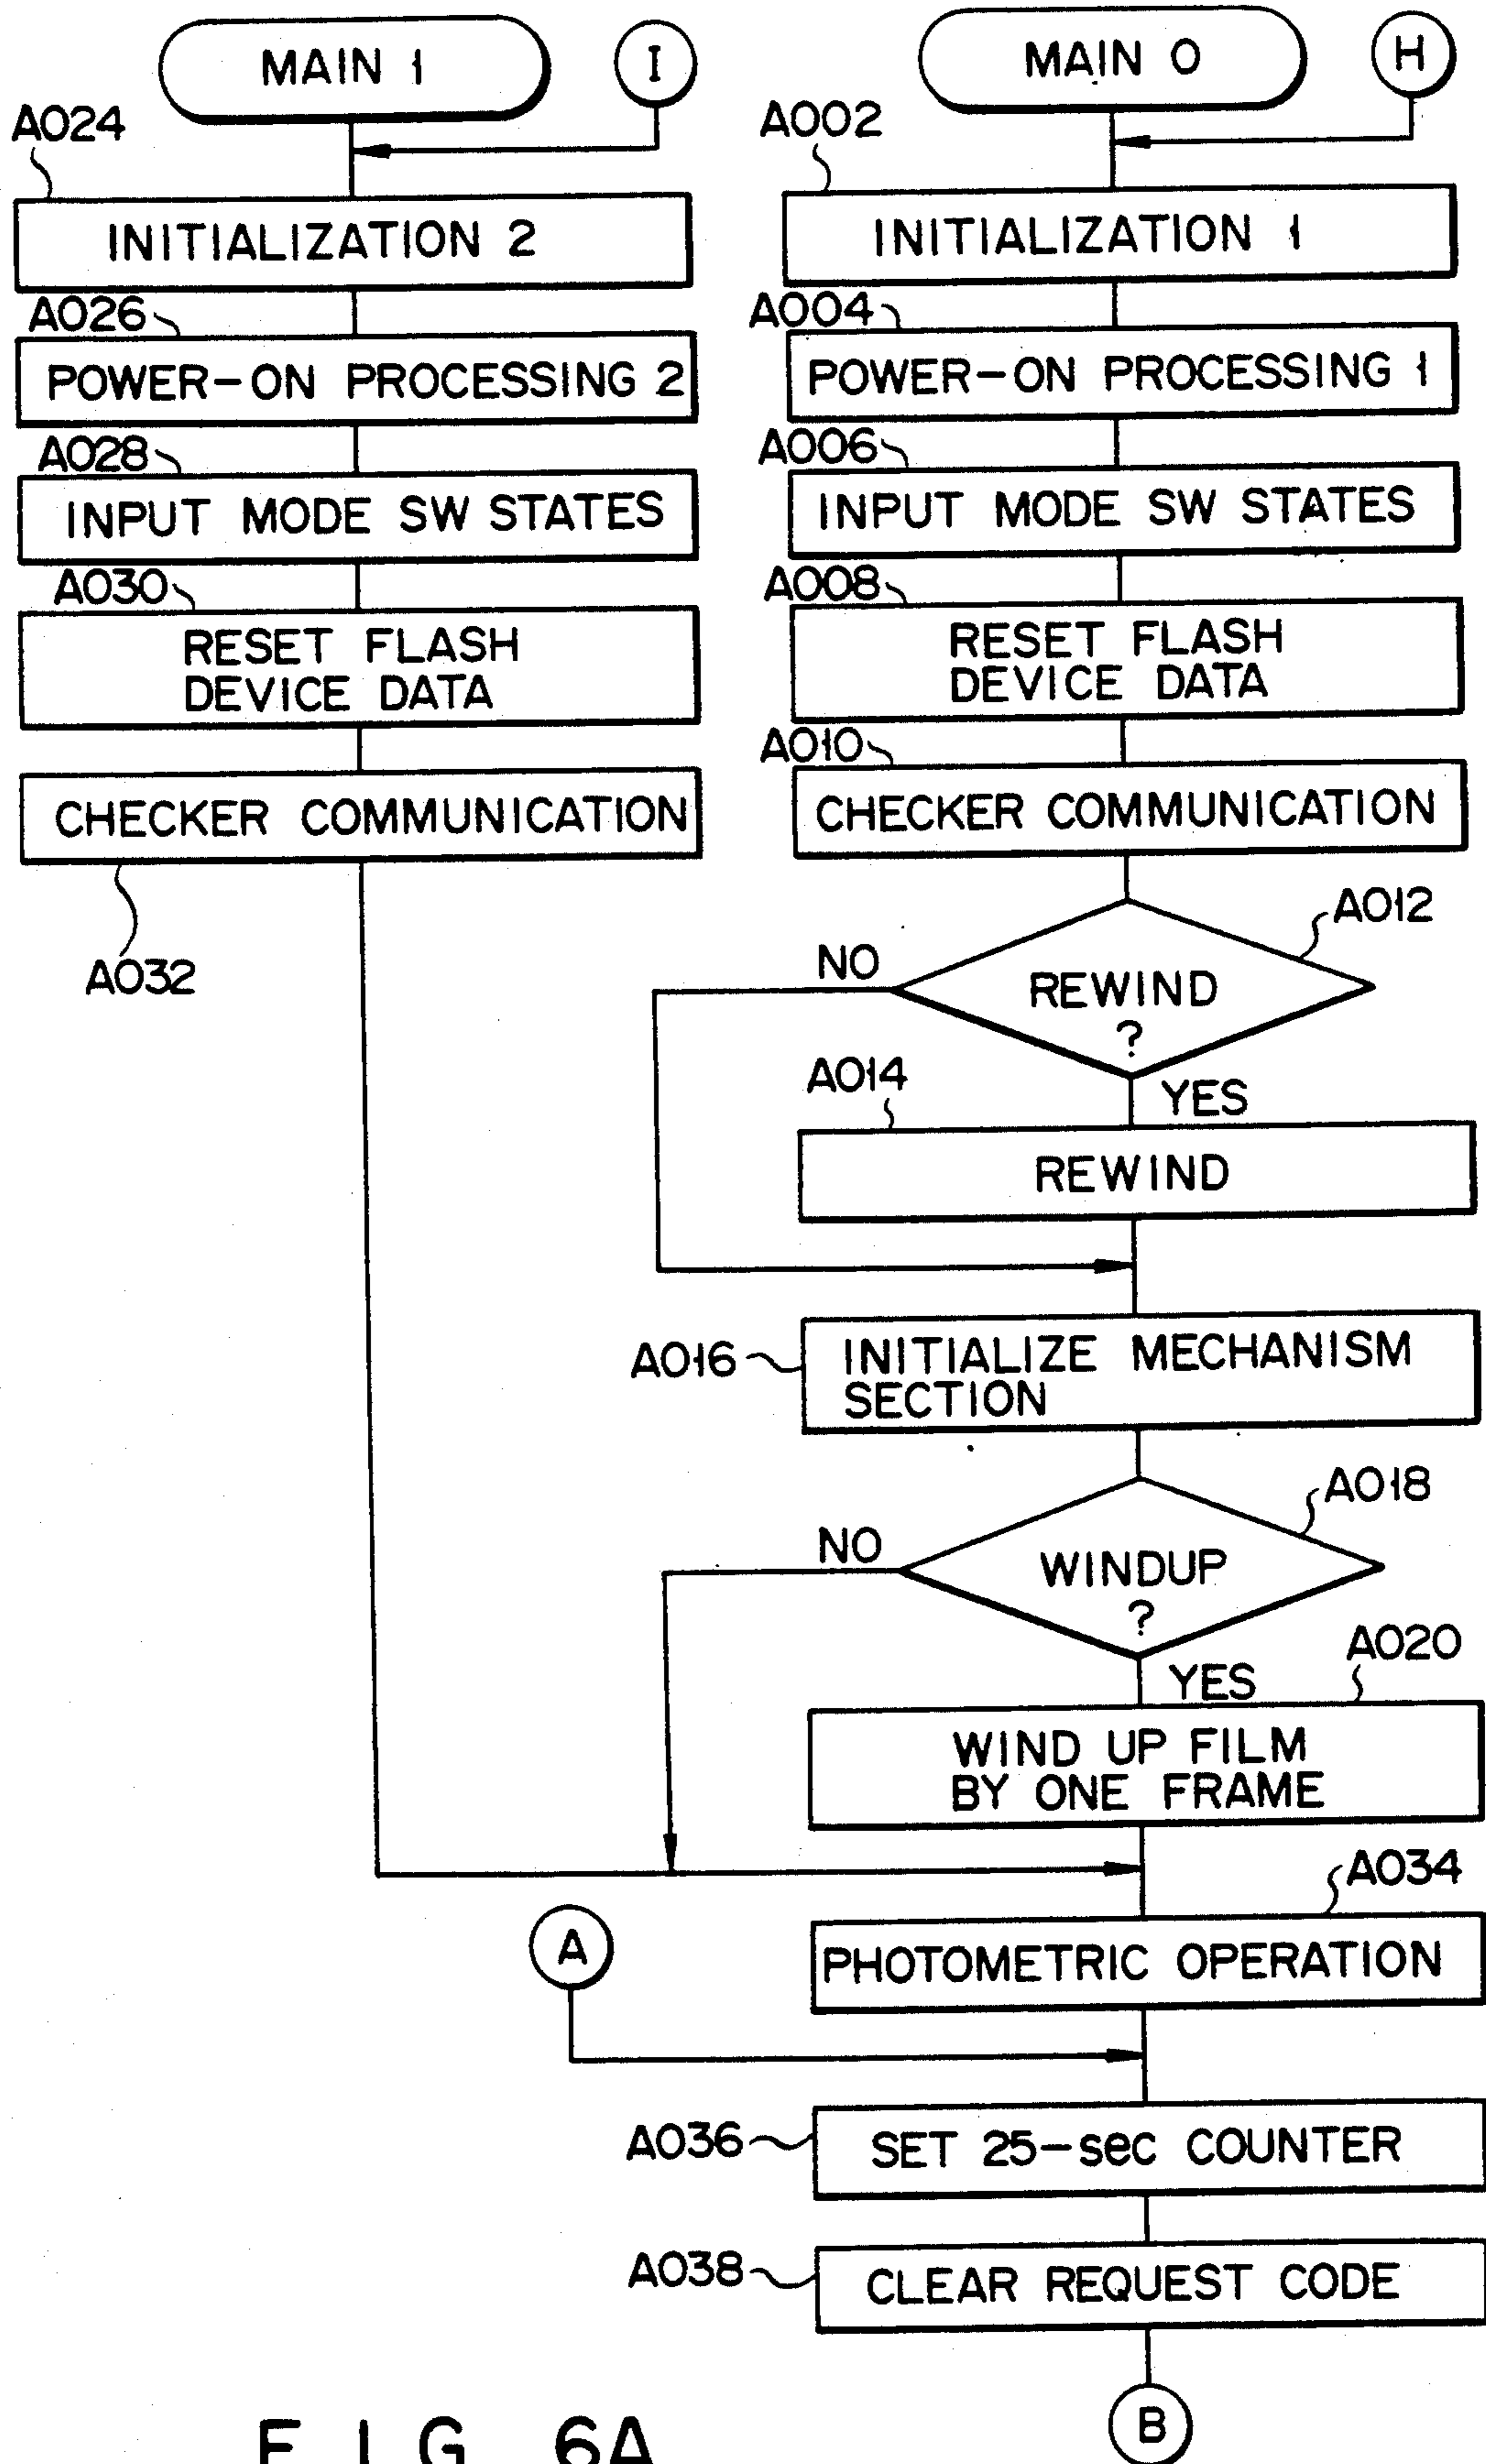 MAIN 1
I
A024
INITIALIZATION 2
A026
POWER-ON PROCESSING 2
A028
INPUT MODE SW STATES
A030
RESET FLASH
DEVICE DATA
CHECKER COMMUNICATION
A032
MAIN 0
H
A002
INITIALIZATION 1
A004
POWER-ON PROCESSING 1
A006
INPUT MODE SW STATES
A008
RESET FLASH
DEVICE DATA
A010
CHECKER COMMUNICATION
A012
NO
REWIND
?
A014
YES
REWIND
A016
INITIALIZE MECHANISM
SECTION
A018
NO
WINDUP
?
A020
YES
WIND UP FILM
BY ONE FRAME
A034
A
PHOTOMETRIC OPERATION
A036
SET 25-sec COUNTER
A038
CLEAR REQUEST CODE
B
FIG. 6A